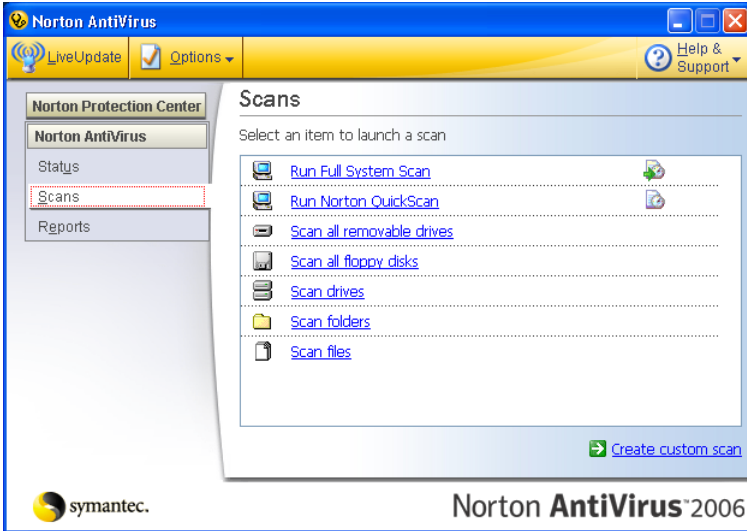 Norton AntiVirus
LiveUpdate
Options
Help & Support
Norton Protection Center
Norton AntiVirus
Status
Scans
Reports
Scans
Select an item to launch a scan
Run Full System Scan
Run Norton QuickScan
Scan all removable drives
Scan all floppy disks
Scan drives
Scan folders
Scan files
Create custom scan
symantec.
Norton AntiVirus™2006